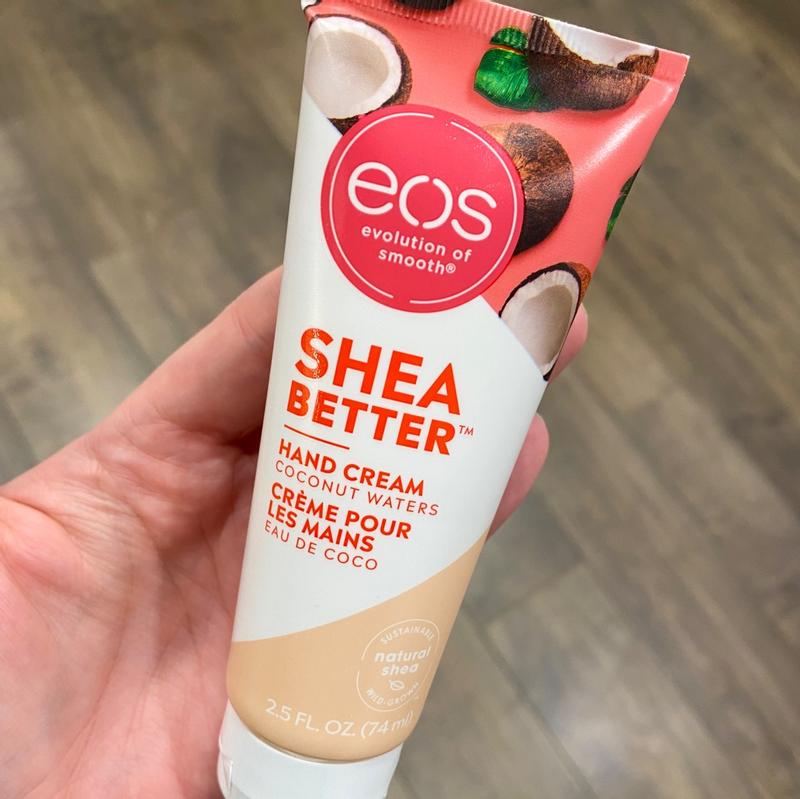 eos
evolution of
smooth®
SHEA
BETTER™
HAND CREAM
COCONUT WATERS
CRÈME POUR
LES MAINS
EAU DE COCO
SUSTAINABLE
natural
shea
WILD-GROWN
2.5 FL. OZ. (74 ml)